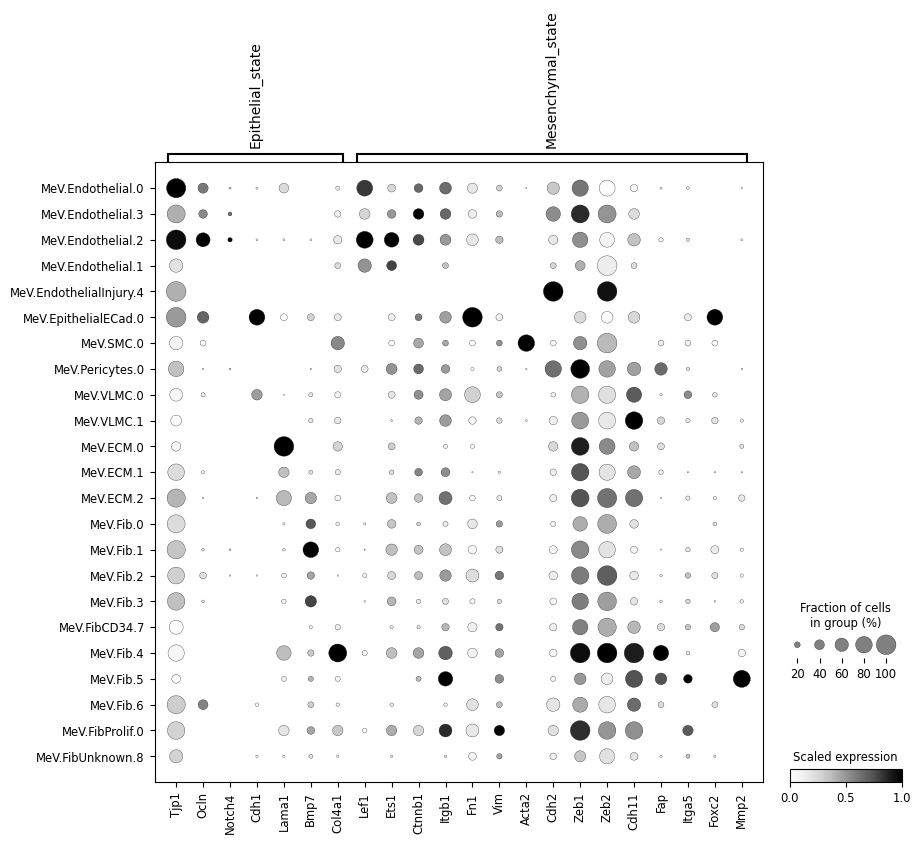 Epithelial_state
Mesenchymal_state
MeV.Endothelial.0
MeV.Endothelial.3
MeV.Endothelial.2
MeV.Endothelial.1
MeV.EndothelialInjury.4
MeV.EpithelialECad.0
MeV.SMC.0
MeV.Pericytes.0
MeV.VLMC.0
MeV.VLMC.1
MeV.ECM.0
MeV.ECM.1
MeV.ECM.2
MeV.Fib.0
MeV.Fib.1
MeV.Fib.2
MeV.Fib.3
MeV.FibCD34.7
MeV.Fib.4
MeV.Fib.5
MeV.Fib.6
MeV.FibProlif.0
MeV.FibUnknown.8
Tjp1 Ocln Notch4 Cdh1 Lama1 Bmp7 Col4a1 Lef1 Ets1 Ctnnb1 Itgb1 Fn1 Vim Acta2 Cdh2 Zeb1 Zeb2 Cdh11 Fap Itga5 Foxc2 Mmp2
Fraction of cells
in group (%)
20 40 60 80 100
Scaled expression
0.0 0.5 1.0